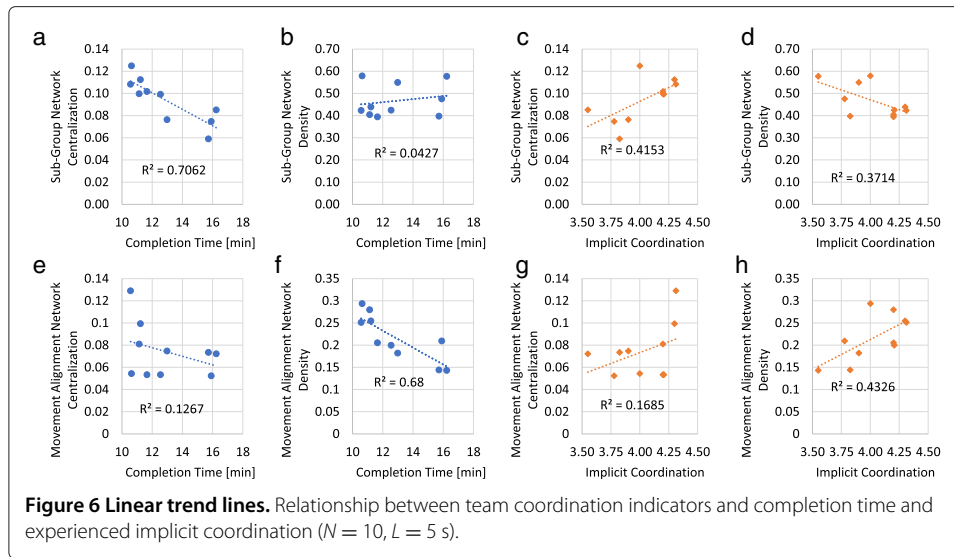 a
0.14
0.12
0.10
0.08
0.06
0.04
0.02
0.00
Sub-Group Network
Centralization
R² = 0.7062
10 12 14 16 18
Completion Time [min]
b
0.70
0.60
0.50
0.40
0.30
0.20
0.10
0.00
Sub-Group Network
Density
R² = 0.0427
10 12 14 16 18
Completion Time [min]
c
0.14
0.12
0.10
0.08
0.06
0.04
0.02
0.00
Sub-Group Network
Centralization
R² = 0.4153
3.50 3.75 4.00 4.25 4.50
Implicit Coordination
d
0.70
0.60
0.50
0.40
0.30
0.20
0.10
0.00
Sub-Group Network
Density
R² = 0.3714
3.50 3.75 4.00 4.25 4.50
Implicit Coordination
e
0.14
0.12
0.1
0.08
0.06
0.04
0.02
0
Movement Alignment Network
Centralization
R² = 0.1267
10 12 14 16 18
Completion Time [min]
f
0.35
0.3
0.25
0.2
0.15
0.1
0.05
0
Movement Alignment Network
Density
R² = 0.68
10 12 14 16 18
Completion Time [min]
g
0.14
0.12
0.1
0.08
0.06
0.04
0.02
0
Movement Alignment Network
Centralization
R² = 0.1685
3.50 3.75 4.00 4.25 4.50
Implicit Coordination
h
0.35
0.3
0.25
0.2
0.15
0.1
0.05
0
Movement Alignment Network
Density
R² = 0.4326
3.50 3.75 4.00 4.25 4.50
Implicit Coordination
Figure 6 Linear trend lines. Relationship between team coordination indicators and completion time and
experienced implicit coordination (N = 10, L = 5 s).